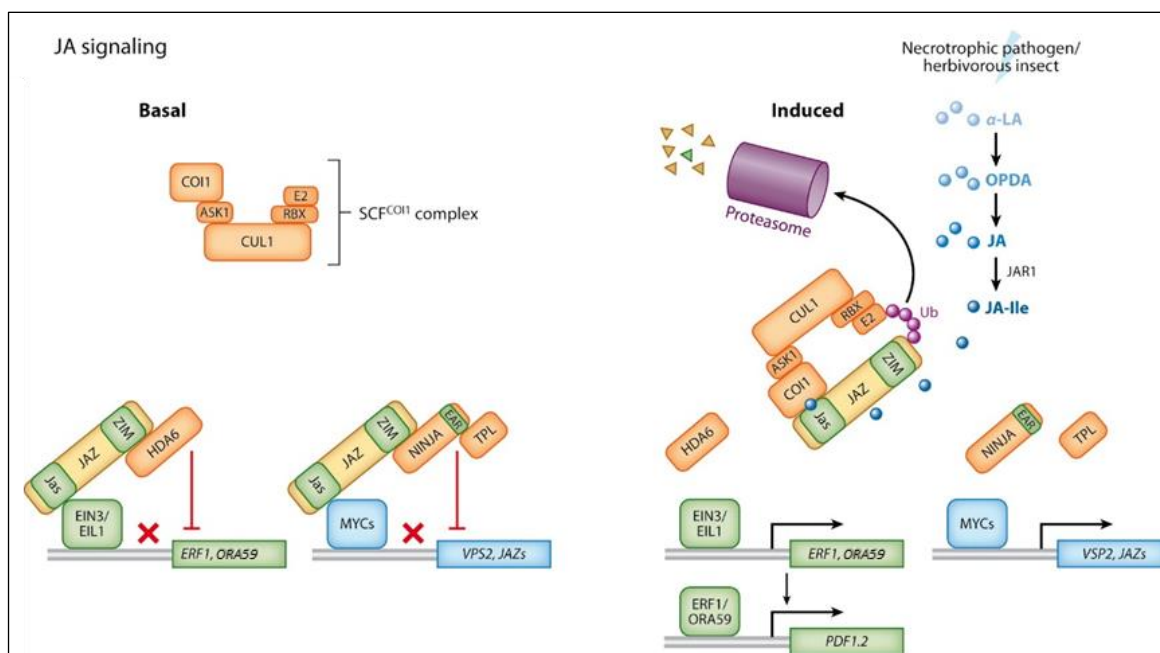 JA signaling
Basal
COI1
ASK1
E2
RBX
CUL1
SCF^COI1 complex
Jas
JAZ
ZIM
HDA6
EIN3/
EIL1
ERF1, ORA59
Jas
JAZ
ZIM
NINJA
EAR
TPL
MYCs
VPS2, JAZs
Induced
Necrotrophic pathogen/
herbivorous insect
α-LA
OPDA
JA
JAR1
JA-Ile
Proteasome
CUL1
RBX
E2
Ub
ASK1
COI1
Jas
JAZ
ZIM
HDA6
NINJA
EAR
TPL
EIN3/
EIL1
ERF1, ORA59
MYCs
VSP2, JAZs
ERF1/
ORA59
PDF1.2